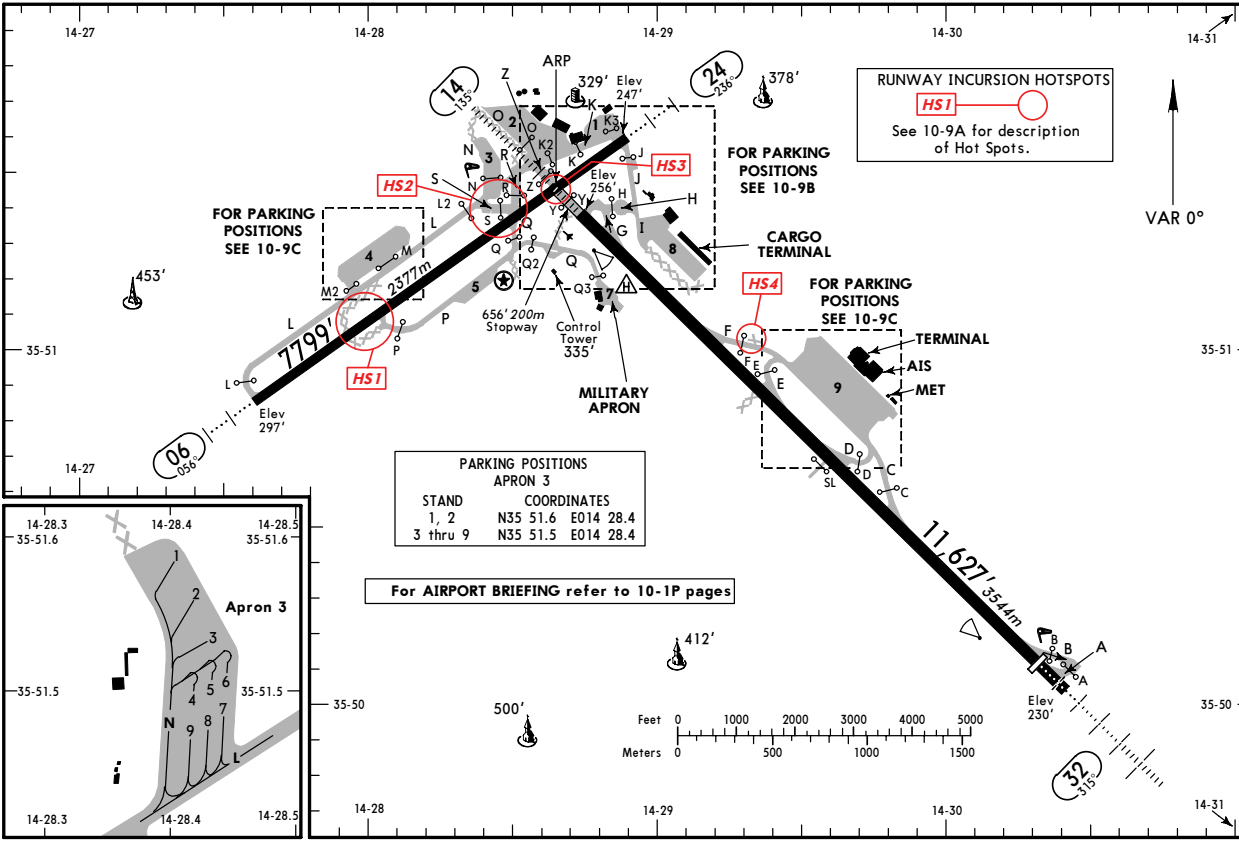 14-27
14-28
14-29
14-30
14-31
14
135°
Z
ARP
329'
Elev
247'
24
236°
378'
RUNWAY INCURSION HOTSPOTS
HS1
See 10-9A for description
of Hot Spots.
O
2
O
K
1
K3
K2
K
J
J
N
3
R
N
R
Z
HS3
FOR PARKING
POSITIONS
SEE 10-9B
HS2
S
L2
S
Elev
256'
Y
Y
H
H
G
I
VAR 0°
FOR PARKING
POSITIONS
SEE 10-9C
L
Q
Q
Q2
Q
8
CARGO
TERMINAL
4
M
M2
2377m
453'
5
Q3
7
H
HS4
FOR PARKING
POSITIONS
SEE 10-9C
L
7799'
P
P
656' 200m
Stopway
Control
Tower
335'
F
F
TERMINAL
AIS
MET
35-51
35-51
HS1
MILITARY
APRON
E
E
9
L
Elev
297'
06
056°
D
D
C
C
SL
14-27
PARKING POSITIONS
APRON 3
STAND COORDINATES
1, 2 N35 51.6 E014 28.4
3 thru 9 N35 51.5 E014 28.4
11,627' 3544m
For AIRPORT BRIEFING refer to 10-1P pages
412'
B
B
A
A
500'
35-50
35-50
Elev
230'
Feet 0 1000 2000 3000 4000 5000
Meters 0 500 1000 1500
32
315°
14-28
14-29
14-30
14-31
14-28.3
14-28.4
14-28.5
35-51.6
35-51.6
1
2
Apron 3
3
4
5
6
35-51.5
35-51.5
N
9
8
7
L
14-28.3
14-28.4
14-28.5